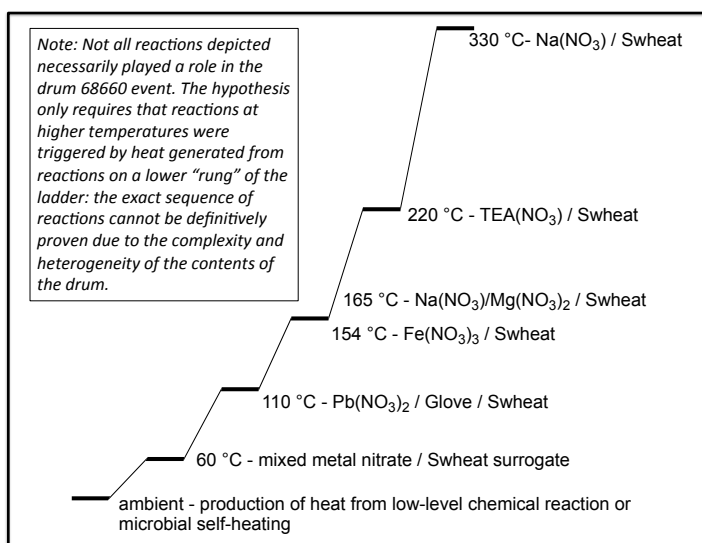 Note: Not all reactions depicted
necessarily played a role in the
drum 68660 event. The hypothesis
only requires that reactions at
higher temperatures were
triggered by heat generated from
reactions on a lower “rung” of the
ladder: the exact sequence of
reactions cannot be definitively
proven due to the complexity and
heterogeneity of the contents of
the drum.
330 °C- Na(NO₃) / Swheat
220 °C - TEA(NO₃) / Swheat
165 °C - Na(NO₃)/Mg(NO₃)₂ / Swheat
154 °C - Fe(NO₃)₃ / Swheat
110 °C - Pb(NO₃)₂ / Glove / Swheat
60 °C - mixed metal nitrate / Swheat surrogate
ambient - production of heat from low-level chemical reaction or
microbial self-heating